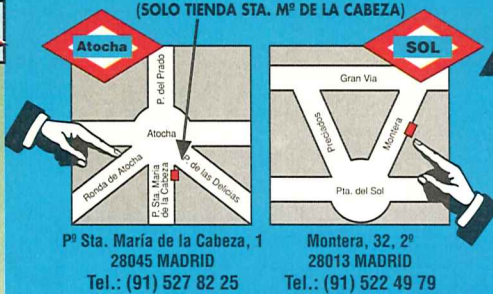 (SOLO TIENDA STA. Mª DE LA CABEZA)
Atocha
P. del Prado
Atocha
Ronda de Atocha
P. Sta. María
de la Cabeza
P. de las Delicias
Pº Sta. María de la Cabeza, 1
28045 MADRID
Tel.: (91) 527 82 25
SOL
Gran Via
Preciados
Montera
Pta. del Sol
Montera, 32, 2º
28013 MADRID
Tel.: (91) 522 49 79